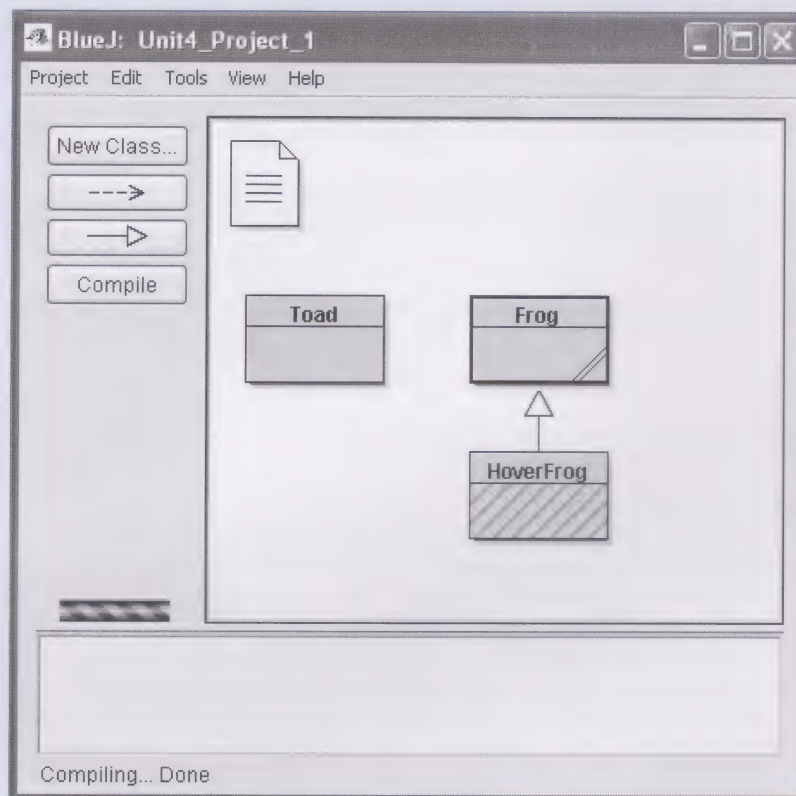 BlueJ: Unit4_Project_1
Project Edit Tools View Help
New Class...
Compile
Toad
Frog
HoverFrog
Compiling... Done